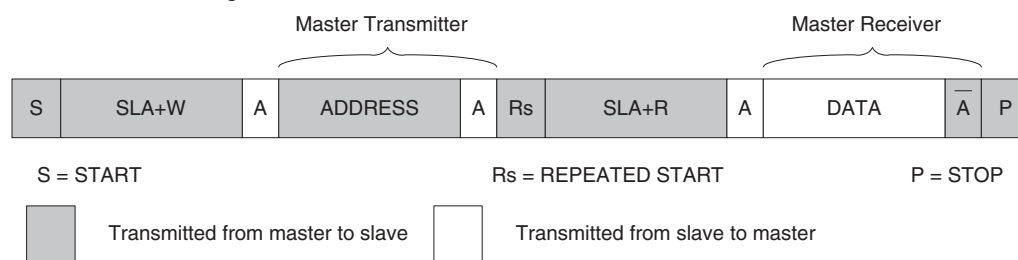 Master Transmitter Master Receiver
S SLA+W A ADDRESS A Rs SLA+R A DATA A̅ P
S = START Rs = REPEATED START P = STOP
Transmitted from master to slave Transmitted from slave to master